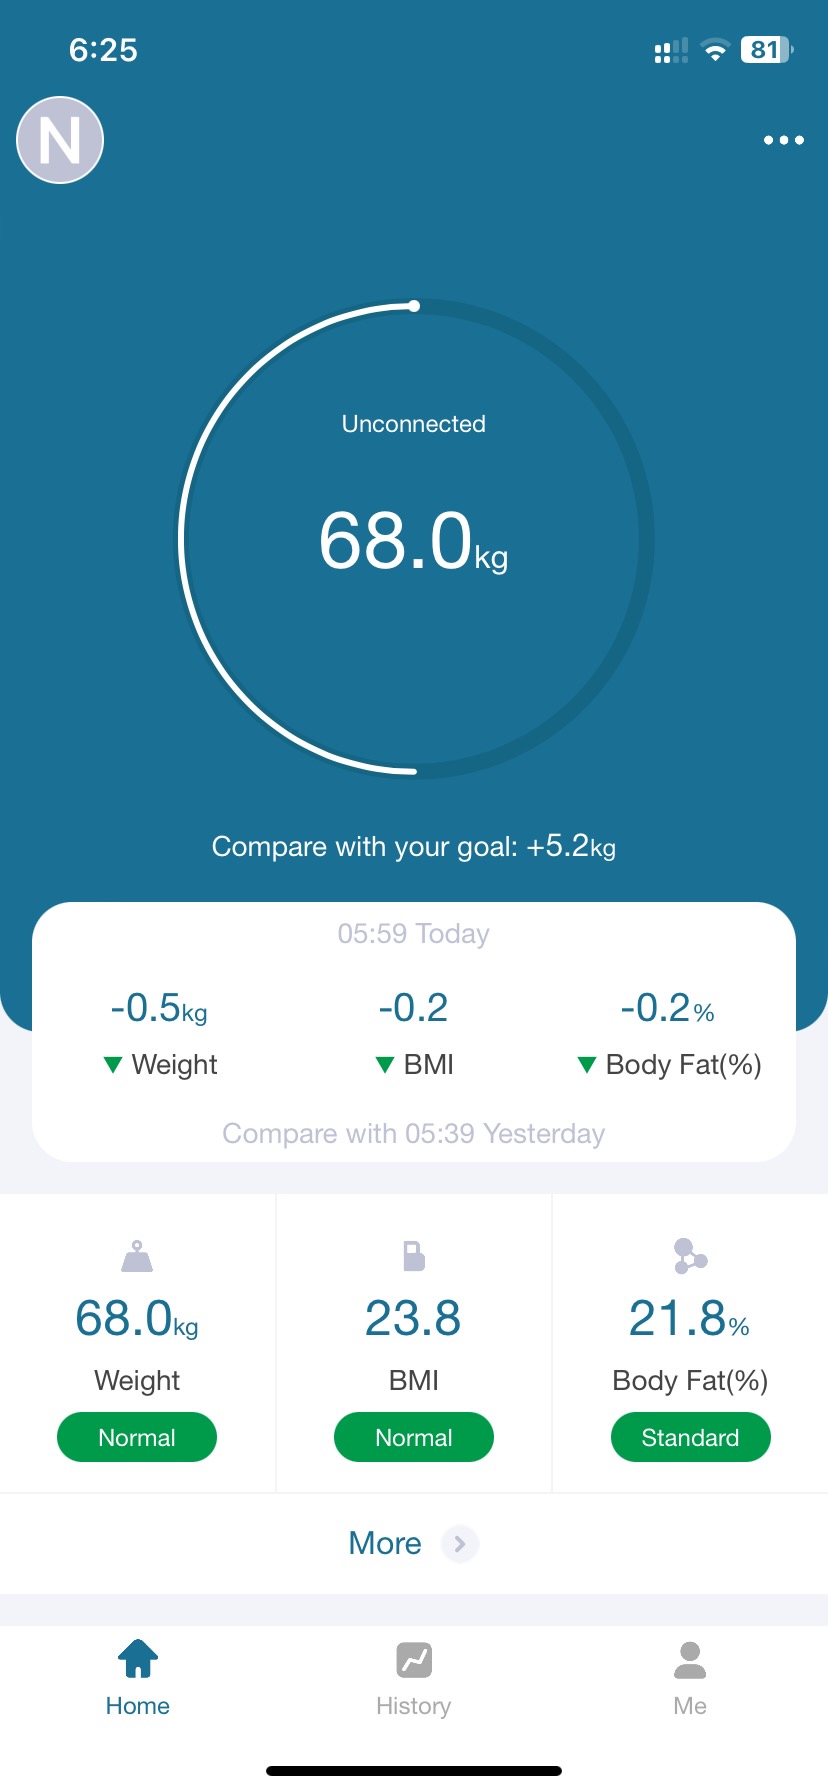 6:25
81
N
Unconnected
68.0kg
Compare with your goal: +5.2kg
05:59 Today
-0.5kg -0.2 -0.2%
Weight BMI Body Fat(%)
Compare with 05:39 Yesterday
68.0kg 23.8 21.8%
Weight BMI Body Fat(%)
Normal Normal Standard
More
Home History Me